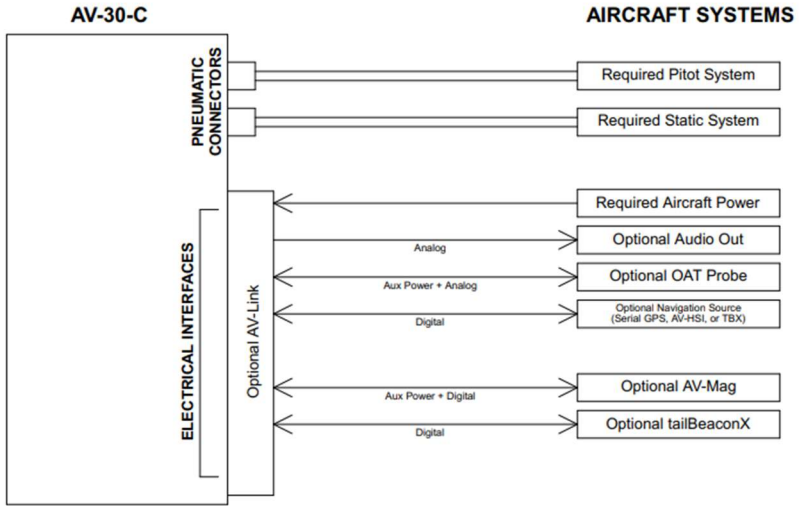 AV-30-C
AIRCRAFT SYSTEMS
PNEUMATIC
CONNECTORS
Required Pitot System
Required Static System
ELECTRICAL INTERFACES
Optional AV-Link
Required Aircraft Power
Analog
Optional Audio Out
Aux Power + Analog
Optional OAT Probe
Digital
Optional Navigation Source
(Serial GPS, AV-HSI, or TBX)
Aux Power + Digital
Optional AV-Mag
Digital
Optional tailBeaconX